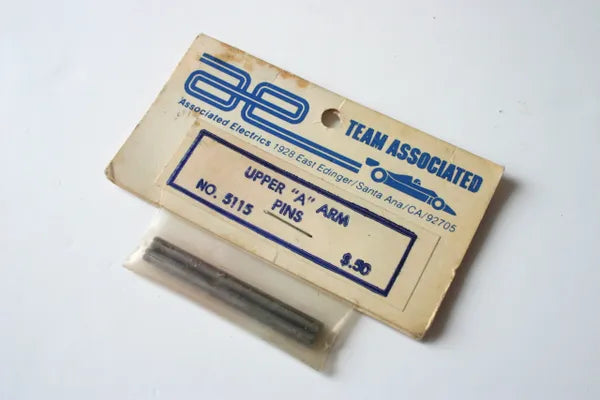 ae
TEAM ASSOCIATED
Associated Electrics 1928 East Edinger/Santa Ana/CA/92705
UPPER "A" ARM
NO. 5115 PINS
$.50